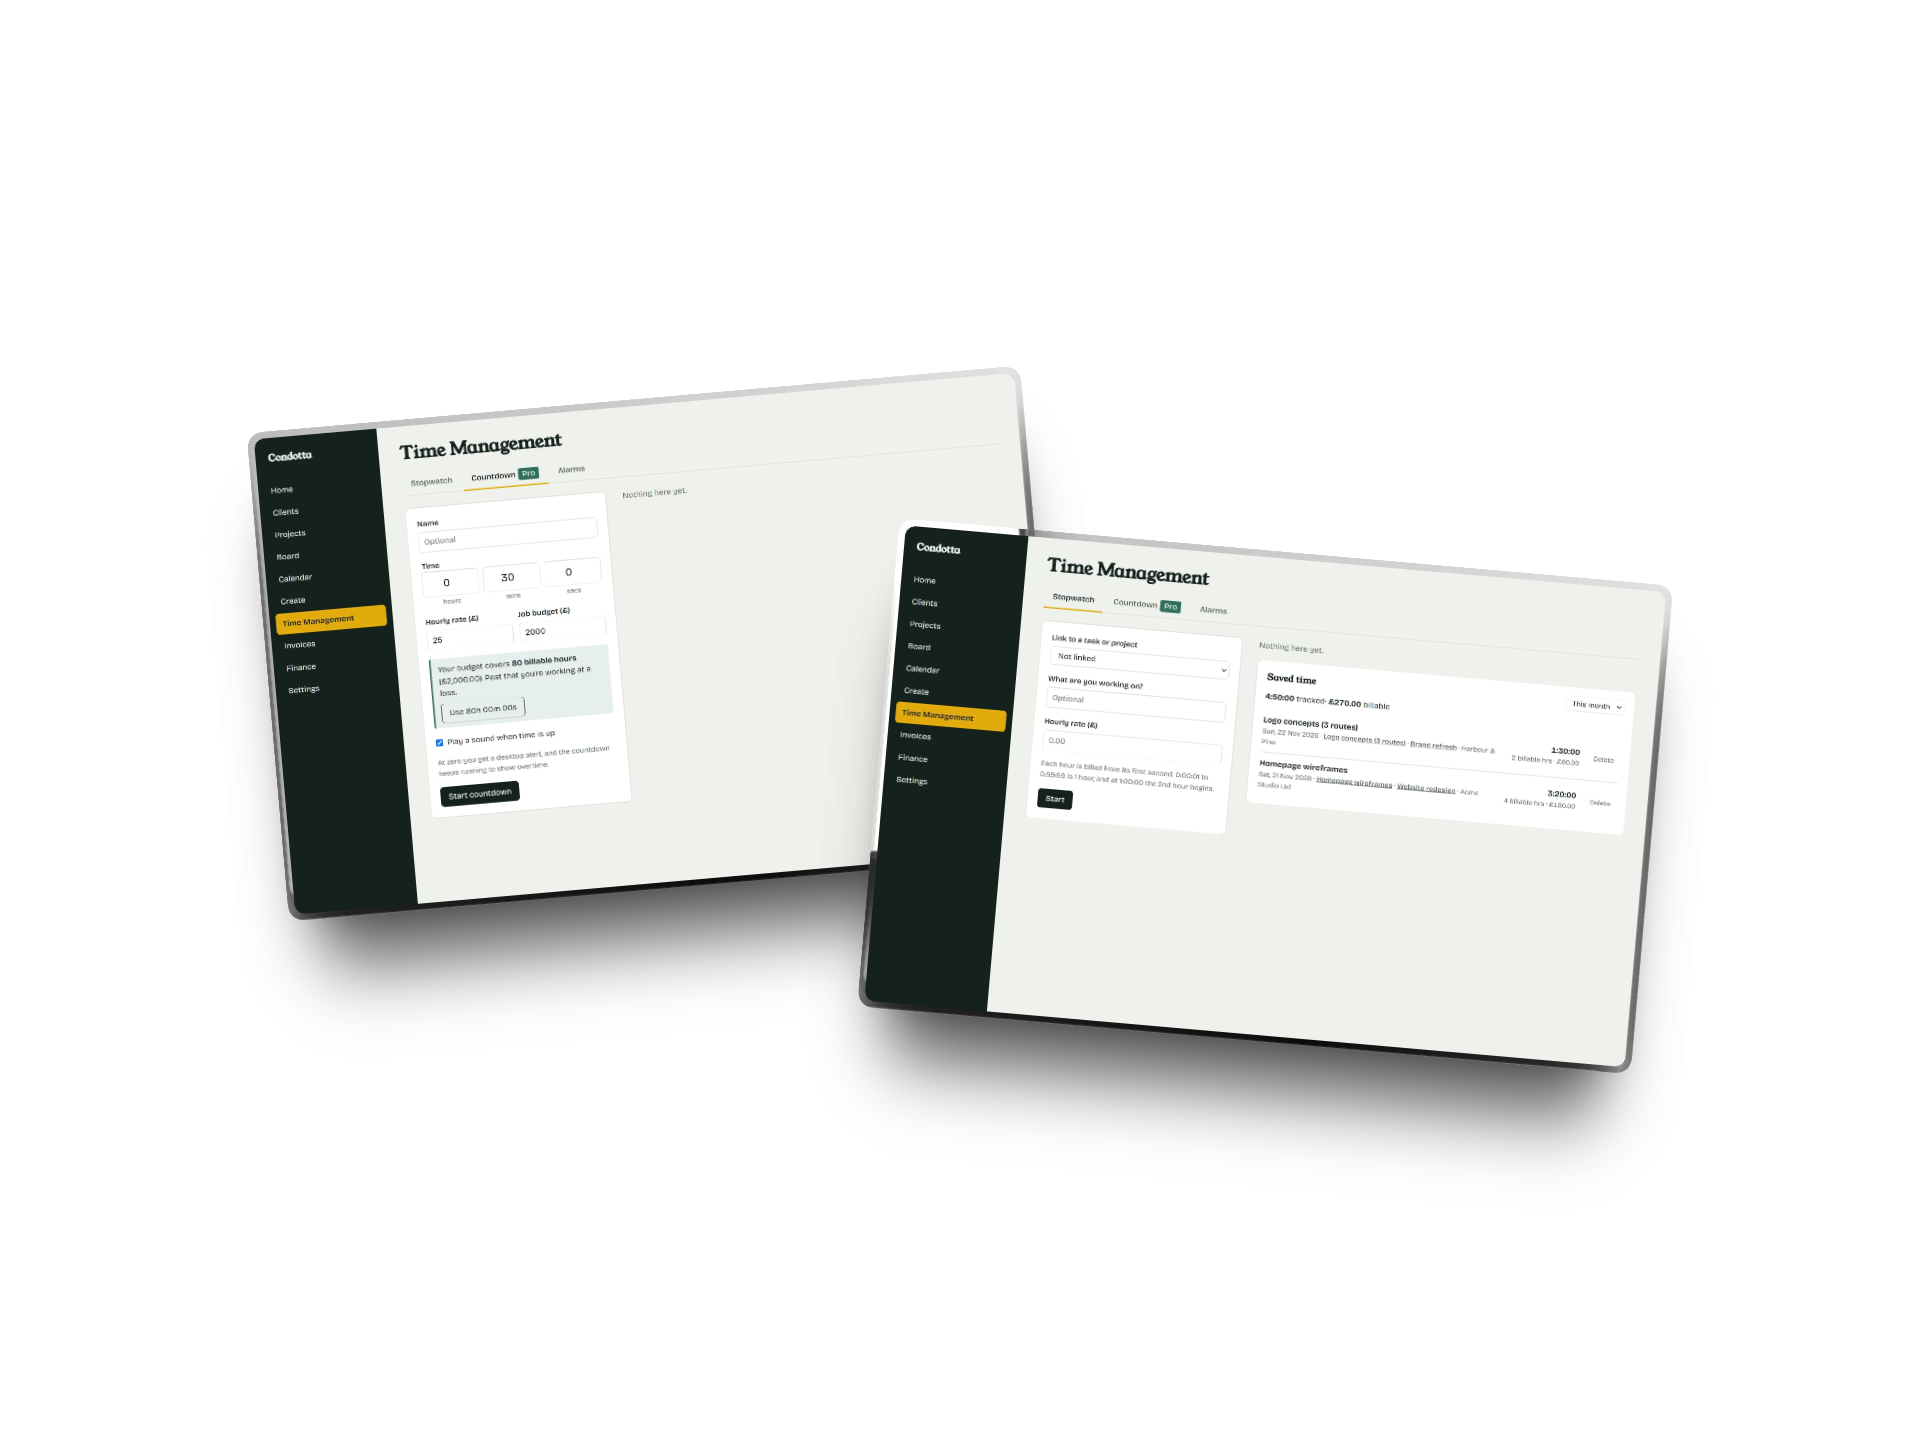 Condotta
Home
Clients
Projects
Board
Calendar
Create
Time Management
Invoices
Finance
Settings
Time Management
Stopwatch
Countdown Pro
Alarms
Name
Optional
Time
0
30
0
hours
mins
secs
Hourly rate (£)
Job budget (£)
25
2000
Your budget covers 80 billable hours
(£2,000.00). Past that you're working at a
loss.
Use 80h 00m 00s
Play a sound when time is up
At zero you get a desktop alert, and the countdown
keeps running to show overtime.
Start countdown
Nothing here yet.
Condotta
Home
Clients
Projects
Board
Calendar
Create
Time Management
Invoices
Finance
Settings
Time Management
Stopwatch
Countdown Pro
Alarms
Link to a task or project
Not linked
What are you working on?
Optional
Hourly rate (£)
0.00
Each hour is billed from its first second. 0:00:01 to
0:59:59 is 1 hour, and at 1:00:00 the 2nd hour begins.
Start
Nothing here yet.
Saved time
This month
4:50:00 tracked · £270.00 billable
Logo concepts (3 routes)
Sun, 22 Nov 2026 · Logo concepts (3 routes) · Brand refresh · Harbour &
Pine
1:30:00
2 billable hrs · £90.00
Delete
Homepage wireframes
Sat, 21 Nov 2026 · Homepage wireframes · Website redesign · Acme
Studio Ltd
3:20:00
4 billable hrs · £180.00
Delete